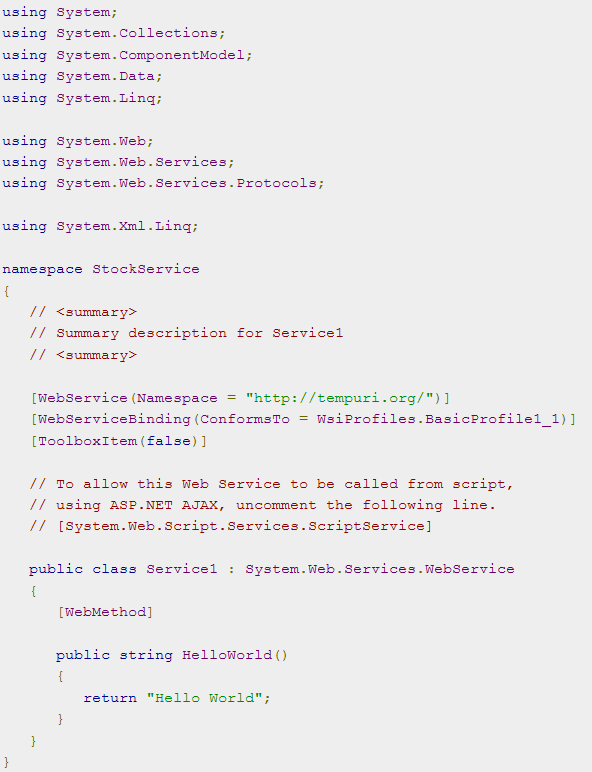 using System;
using System.Collections;
using System.ComponentModel;
using System.Data;
using System.Linq;

using System.Web;
using System.Web.Services;
using System.Web.Services.Protocols;

using System.Xml.Linq;

namespace StockService
{
   // <summary>
   // Summary description for Service1
   // <summary>

   [WebService(Namespace = "http://tempuri.org/")]
   [WebServiceBinding(ConformsTo = WsiProfiles.BasicProfile1_1)]
   [ToolboxItem(false)]

   // To allow this Web Service to be called from script,
   // using ASP.NET AJAX, uncomment the following line.
   // [System.Web.Script.Services.ScriptService]

   public class Service1 : System.Web.Services.WebService
   {
      [WebMethod]

      public string HelloWorld()
      {
         return "Hello World";
      }
   }
}